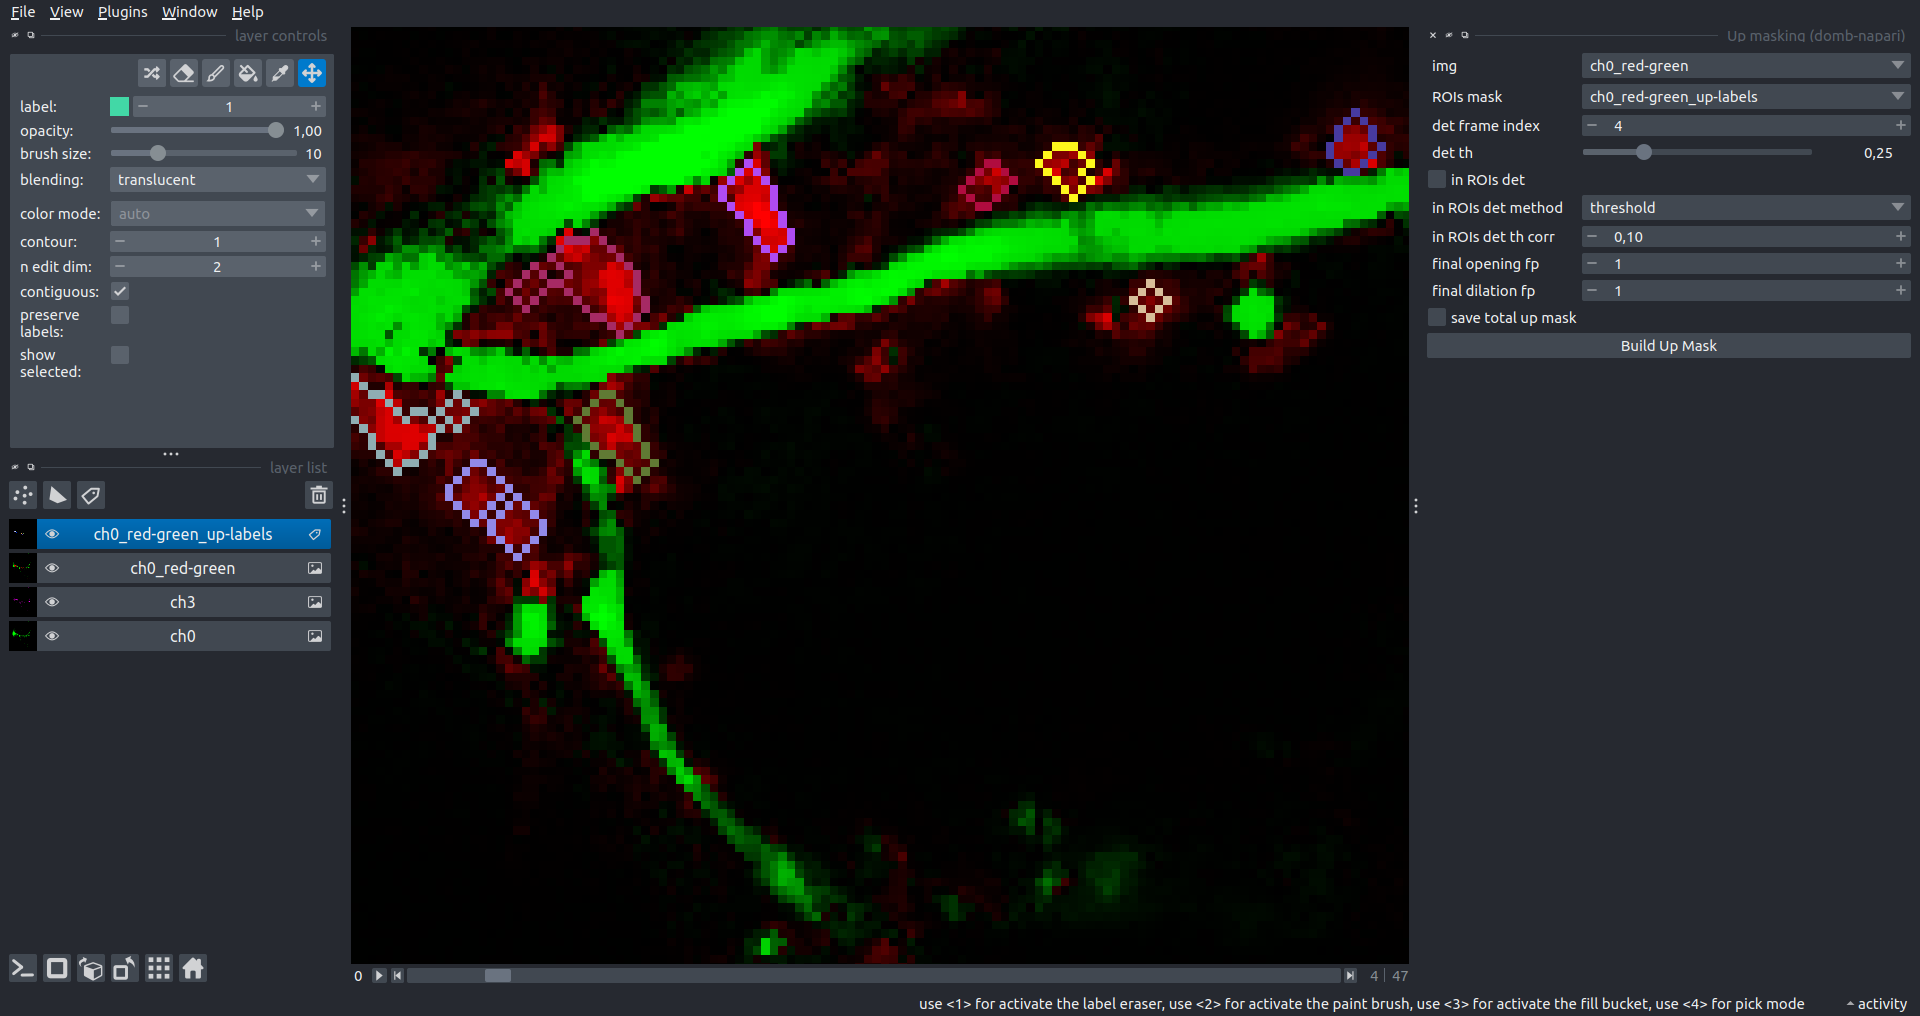 File View Plugins Window Help
layer controls
label: 1
opacity: 1,00
brush size: 10
blending: translucent
color mode: auto
contour: 1
n edit dim: 2
contiguous:
preserve
labels:
show
selected:
layer list
ch0_red-green_up-labels
ch0_red-green
ch3
ch0
0 4 47
Up masking (domb-napari)
img ch0_red-green
ROIs mask ch0_red-green_up-labels
det frame index 4
det th 0,25
in ROIs det
in ROIs det method threshold
in ROIs det th corr 0,10
final opening fp 1
final dilation fp 1
save total up mask
Build Up Mask
use <1> for activate the label eraser, use <2> for activate the paint brush, use <3> for activate the fill bucket, use <4> for pick mode activity